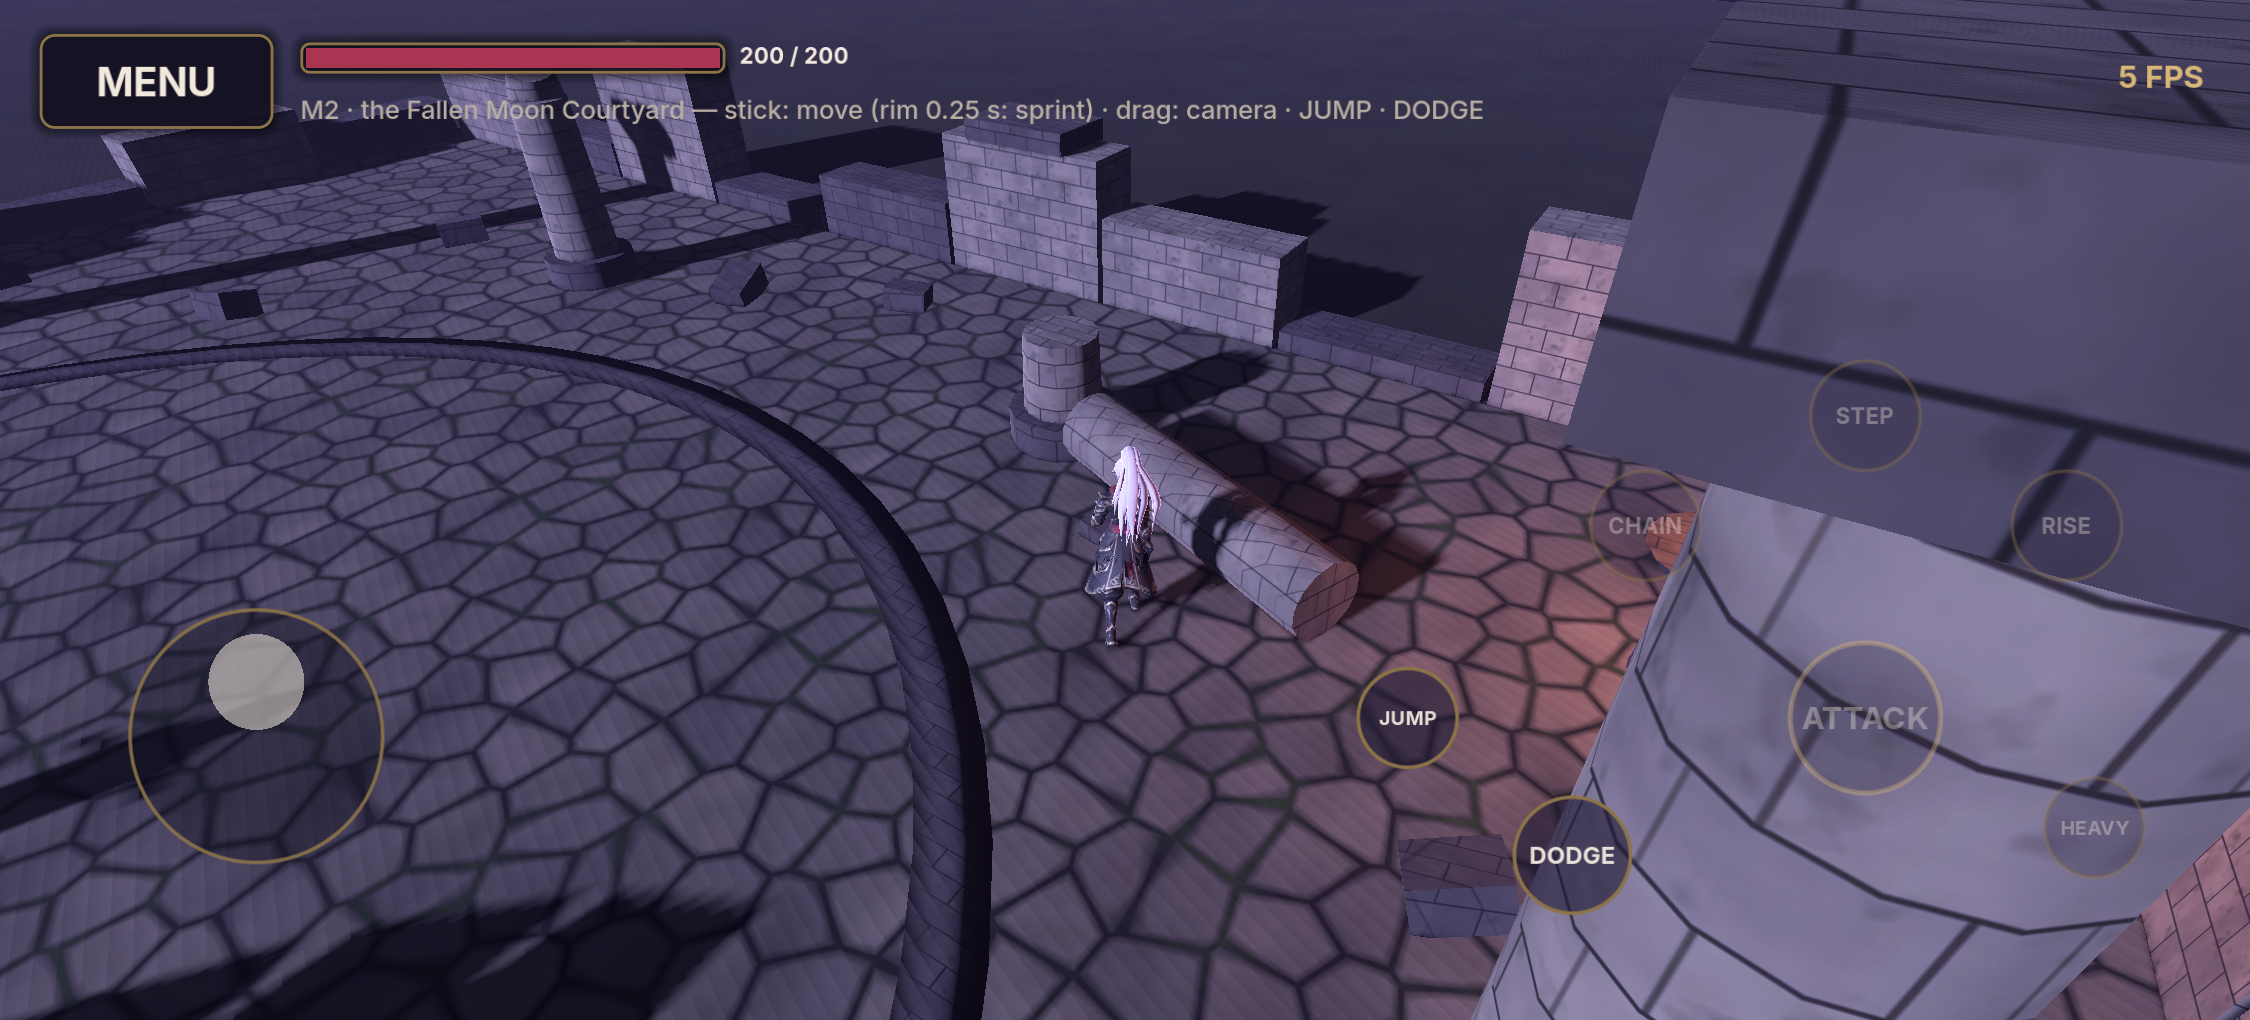 MENU
200 / 200
5 FPS
M2 · the Fallen Moon Courtyard — stick: move (rim 0.25 s: sprint) · drag: camera · JUMP · DODGE
STEP
CHAIN
RISE
JUMP
ATTACK
HEAVY
DODGE